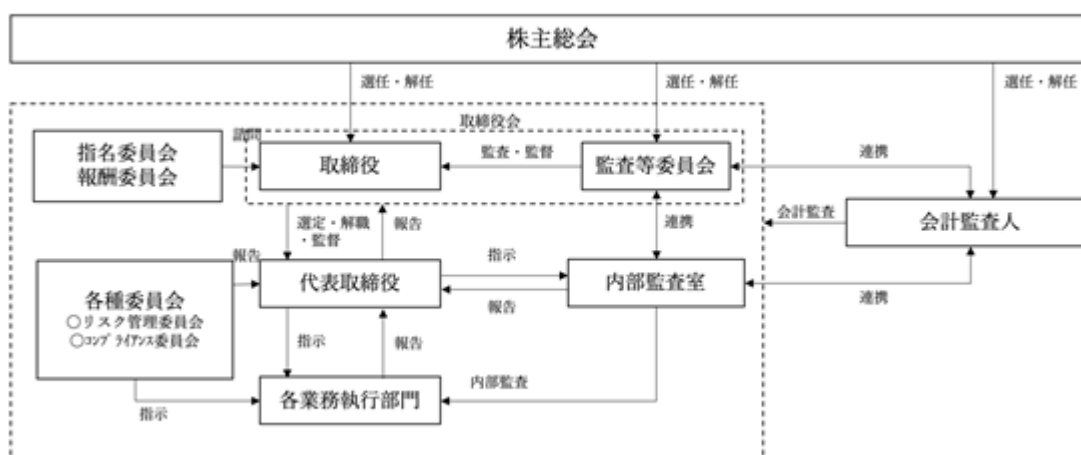 株主総会
選任・解任
選任・解任
選任・解任
取締役会
指名委員会
報酬委員会
諮問
取締役
監査・監督
監査等委員会
連携
会計監査人
会計監査
選定・解職
・監督
報告
連携
報告
代表取締役
指示
報告
内部監査室
連携
各種委員会
○リスク管理委員会
○コンプライアンス委員会
指示
報告
内部監査
各業務執行部門
指示